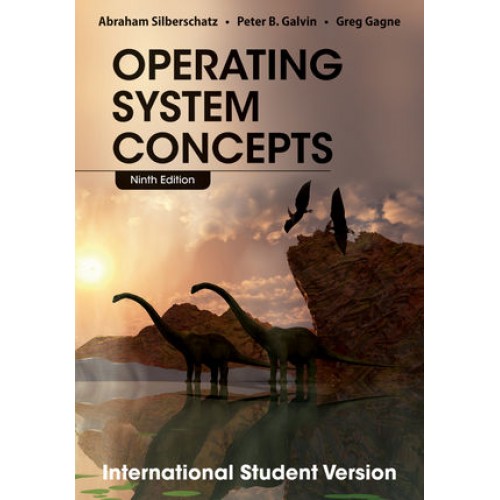 Abraham Silberschatz • Peter B. Galvin • Greg Gagne
OPERATING
SYSTEM
CONCEPTS
Ninth Edition
International Student Version